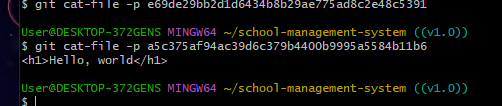 $ git cat-file -p e69de29bb2d1d6434b8b29ae775ad8c2e48c5391
User@DESKTOP-372GENS MINGW64 ~/school-management-system ((v1.0))
$ git cat-file -p a5c375af94ac39d6c379b4400b9995a5584b11b6
<h1>Hello, world</h1>
User@DESKTOP-372GENS MINGW64 ~/school-management-system ((v1.0))
$